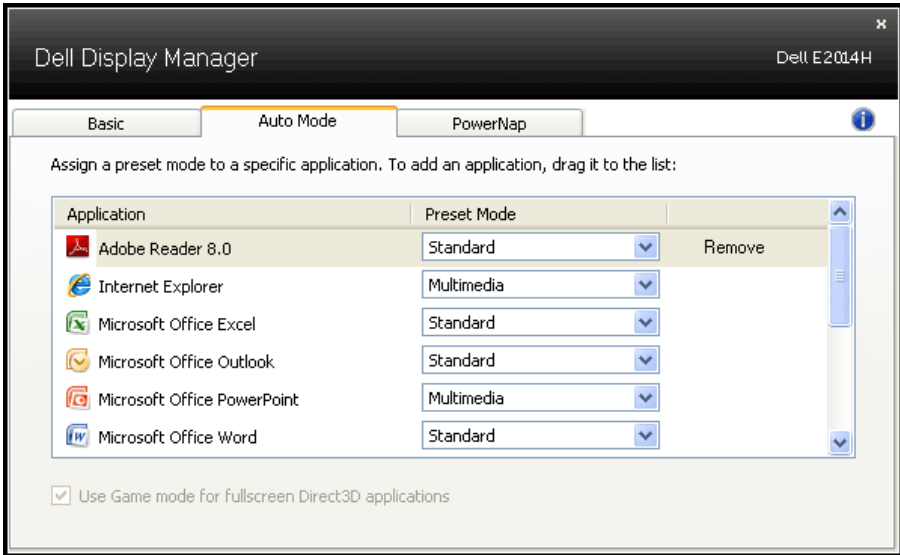 x
Dell Display Manager
Dell E2014H
Basic
Auto Mode
PowerNap
i
Assign a preset mode to a specific application. To add an application, drag it to the list:
Application Preset Mode
Adobe Reader 8.0 Standard Remove
Internet Explorer Multimedia
Microsoft Office Excel Standard
Microsoft Office Outlook Standard
Microsoft Office PowerPoint Multimedia
Microsoft Office Word Standard
Use Game mode for fullscreen Direct3D applications